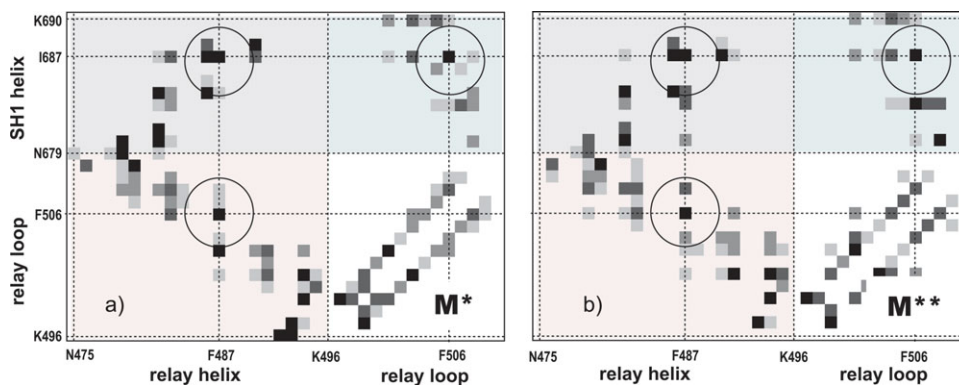 K690
I687
SH1 helix
N679
F506
relay loop
K496
a)
M*
N475
F487
K496
F506
relay helix
relay loop
b)
M**
N475
F487
K496
F506
relay helix
relay loop